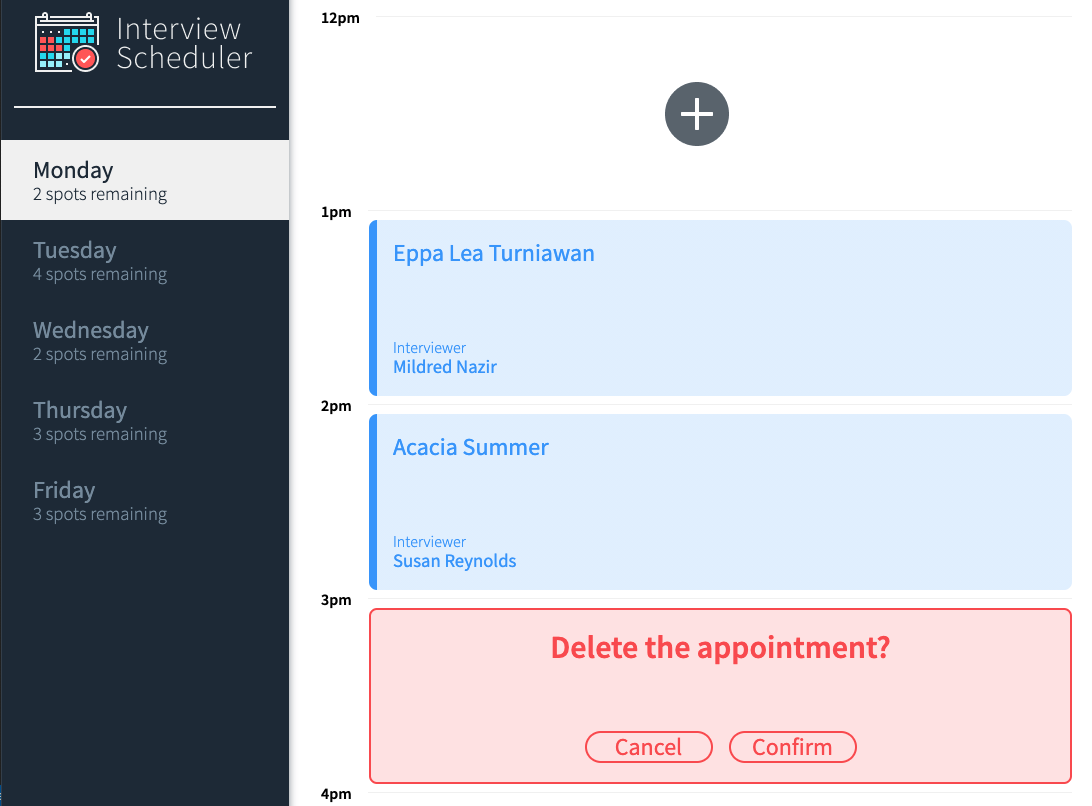 Interview
Scheduler
Monday
2 spots remaining
Tuesday
4 spots remaining
Wednesday
2 spots remaining
Thursday
3 spots remaining
Friday
3 spots remaining
12pm
1pm
Eppa Lea Turniawan
Interviewer
Mildred Nazir
2pm
Acacia Summer
Interviewer
Susan Reynolds
3pm
Delete the appointment?
Cancel Confirm
4pm